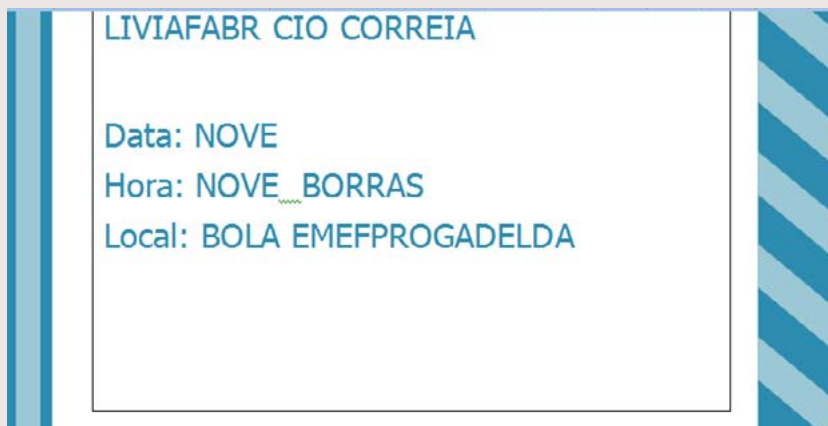 LIVIAFABR CIO CORREIA
Data: NOVE
Hora: NOVE  BORRAS
Local: BOLA EMEFPROGADELDA